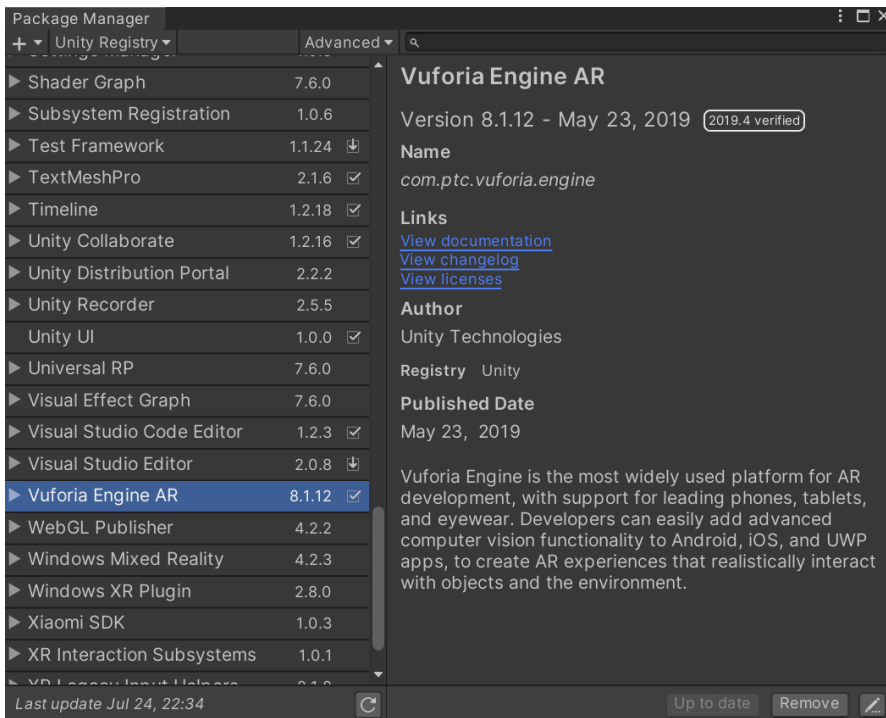 Package Manager
+ Unity Registry Advanced
Shader Graph 7.6.0
Subsystem Registration 1.0.6
Test Framework 1.1.24
TextMeshPro 2.1.6
Timeline 1.2.18
Unity Collaborate 1.2.16
Unity Distribution Portal 2.2.2
Unity Recorder 2.5.5
Unity UI 1.0.0
Universal RP 7.6.0
Visual Effect Graph 7.6.0
Visual Studio Code Editor 1.2.3
Visual Studio Editor 2.0.8
Vuforia Engine AR 8.1.12
WebGL Publisher 4.2.2
Windows Mixed Reality 4.2.3
Windows XR Plugin 2.8.0
Xiaomi SDK 1.0.3
XR Interaction Subsystems 1.0.1
Last update Jul 24, 22:34
Vuforia Engine AR
Version 8.1.12 - May 23, 2019 2019.4 verified
Name
com.ptc.vuforia.engine
Links
View documentation
View changelog
View licenses
Author
Unity Technologies
Registry Unity
Published Date
May 23, 2019
Vuforia Engine is the most widely used platform for AR
development, with support for leading phones, tablets,
and eyewear. Developers can easily add advanced
computer vision functionality to Android, iOS, and UWP
apps, to create AR experiences that realistically interact
with objects and the environment.
Up to date Remove